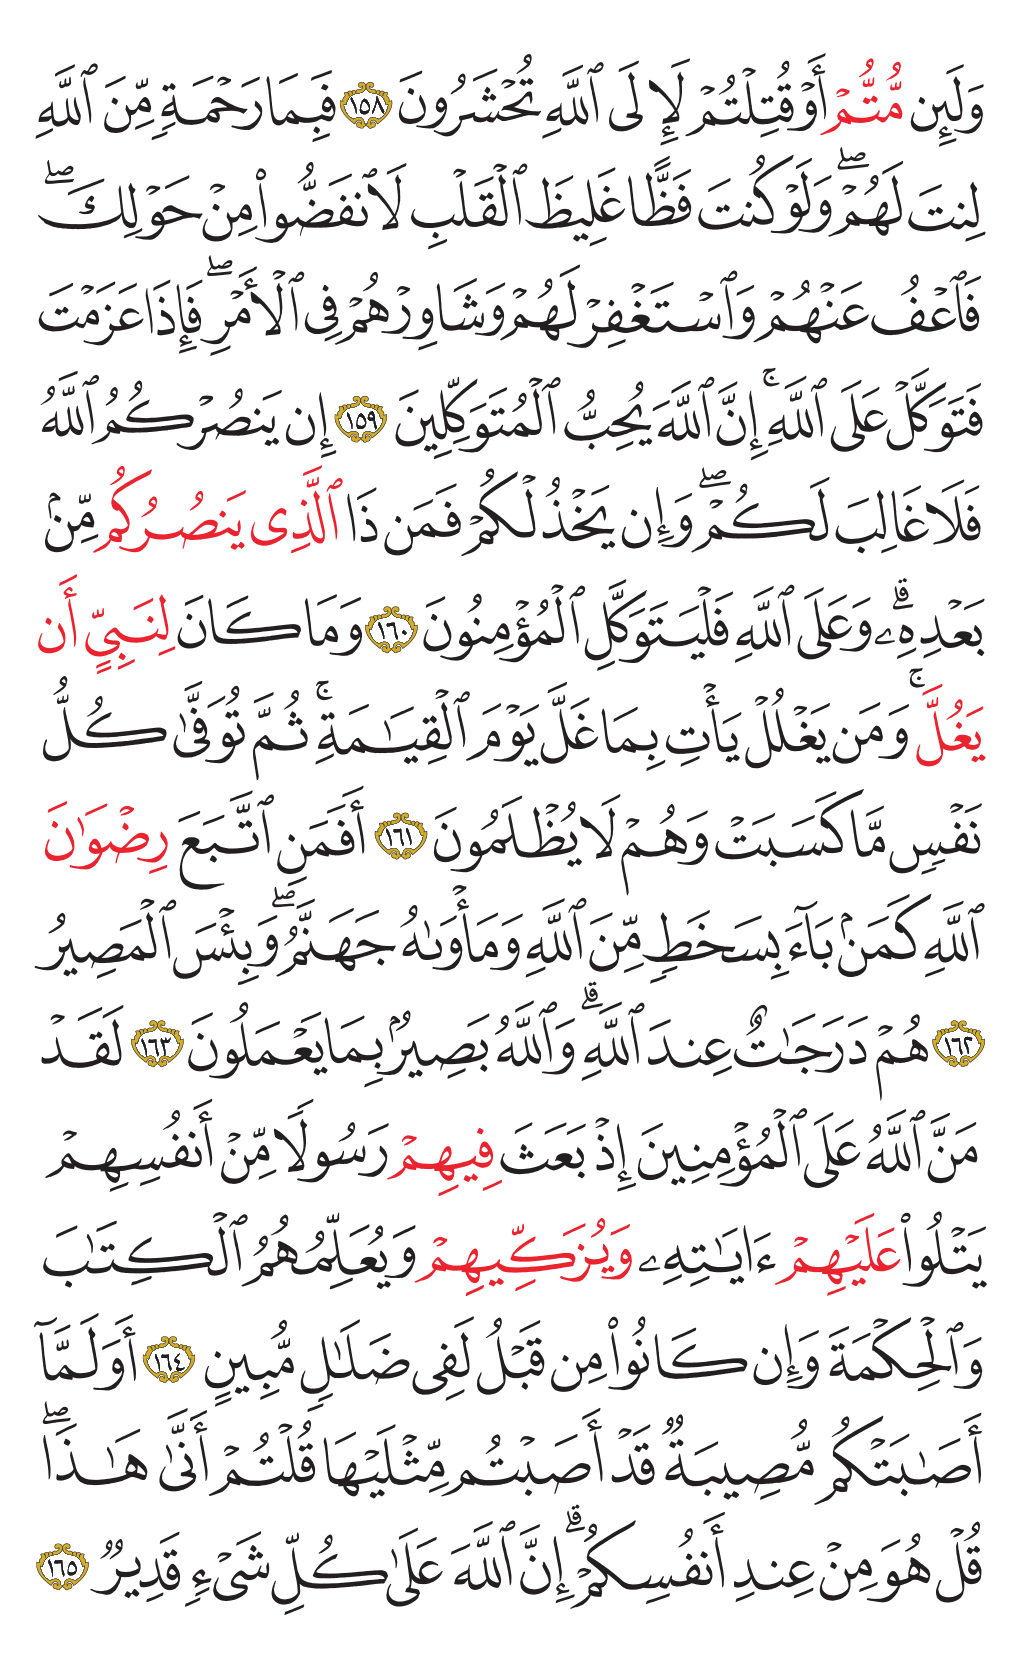 وَلَئِن مُّتُّمۡ أَوۡ قُتِلۡتُمۡ لَإِلَى ٱللَّهِ تُحۡشَرُونَ ١٥٨ فَبِمَا رَحۡمَةٍ مِّنَ ٱللَّهِ
لِنتَ لَهُمۡۖ وَلَوۡ كُنتَ فَظًّا غَلِيظَ ٱلۡقَلۡبِ لَٱنفَضُّواْ مِنۡ حَوۡلِكَۖ
فَٱعۡفُ عَنۡهُمۡ وَٱسۡتَغۡفِرۡ لَهُمۡ وَشَاوِرۡهُمۡ فِي ٱلۡأَمۡرِۖ فَإِذَا عَزَمۡتَ
فَتَوَكَّلۡ عَلَى ٱللَّهِۚ إِنَّ ٱللَّهَ يُحِبُّ ٱلۡمُتَوَكِّلِينَ ١٥٩ إِن يَنصُرۡكُمُ ٱللَّهُ
فَلَا غَالِبَ لَكُمۡۖ وَإِن يَخۡذُلۡكُمۡ فَمَن ذَا ٱلَّذِي يَنصُرُكُم مِّنۢ
بَعۡدِهِۦۗ وَعَلَى ٱللَّهِ فَلۡيَتَوَكَّلِ ٱلۡمُؤۡمِنُونَ ١٦٠ وَمَا كَانَ لِنَبِيٍّ أَن
يَغُلَّۚ وَمَن يَغۡلُلۡ يَأۡتِ بِمَا غَلَّ يَوۡمَ ٱلۡقِيَٰمَةِۚ ثُمَّ تُوَفَّىٰ كُلُّ
نَفۡسٍ مَّا كَسَبَتۡ وَهُمۡ لَا يُظۡلَمُونَ ١٦١ أَفَمَنِ ٱتَّبَعَ رِضۡوَٰنَ
ٱللَّهِ كَمَنۢ بَآءَ بِسَخَطٍ مِّنَ ٱللَّهِ وَمَأۡوَىٰهُ جَهَنَّمُۖ وَبِئۡسَ ٱلۡمَصِيرُ
١٦٢ هُمۡ دَرَجَٰتٌ عِندَ ٱللَّهِۗ وَٱللَّهُ بَصِيرُۢ بِمَا يَعۡمَلُونَ ١٦٣ لَقَدۡ
مَنَّ ٱللَّهُ عَلَى ٱلۡمُؤۡمِنِينَ إِذۡ بَعَثَ فِيهِمۡ رَسُولًا مِّنۡ أَنفُسِهِمۡ
يَتۡلُواْ عَلَيۡهِمۡ ءَايَٰتِهِۦ وَيُزَكِّيهِمۡ وَيُعَلِّمُهُمُ ٱلۡكِتَٰبَ
وَٱلۡحِكۡمَةَ وَإِن كَانُواْ مِن قَبۡلُ لَفِي ضَلَٰلٍ مُّبِينٍ ١٦٤ أَوَلَمَّآ
أَصَٰبَتۡكُم مُّصِيبَةٌ قَدۡ أَصَبۡتُم مِّثۡلَيۡهَا قُلۡتُمۡ أَنَّىٰ هَٰذَاۖ
قُلۡ هُوَ مِنۡ عِندِ أَنفُسِكُمۡۗ إِنَّ ٱللَّهَ عَلَىٰ كُلِّ شَيۡءٍ قَدِيرٌ ١٦٥